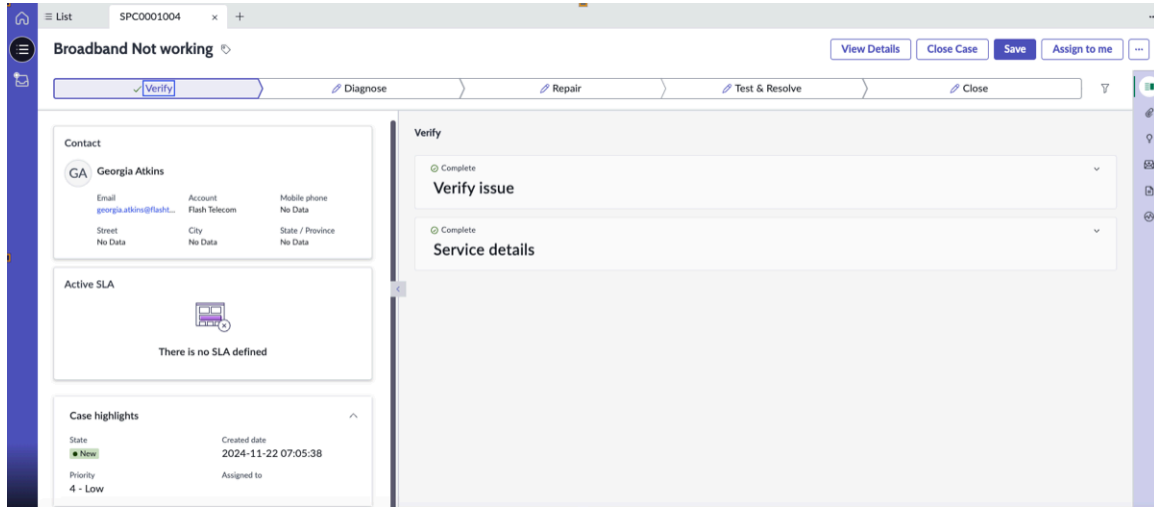 List
SPC0001004
Broadband Not working
View Details
Close Case
Save
Assign to me
Verify
Diagnose
Repair
Test & Resolve
Close
Contact
GA
Georgia Atkins
Email
Account
Mobile phone
georgia.atkins@flasht...
Flash Telecom
No Data
Street
City
State / Province
No Data
No Data
No Data
Active SLA
There is no SLA defined
Case highlights
State
Created date
New
2024-11-22 07:05:38
Priority
Assigned to
4 - Low
Verify
Complete
Verify issue
Complete
Service details